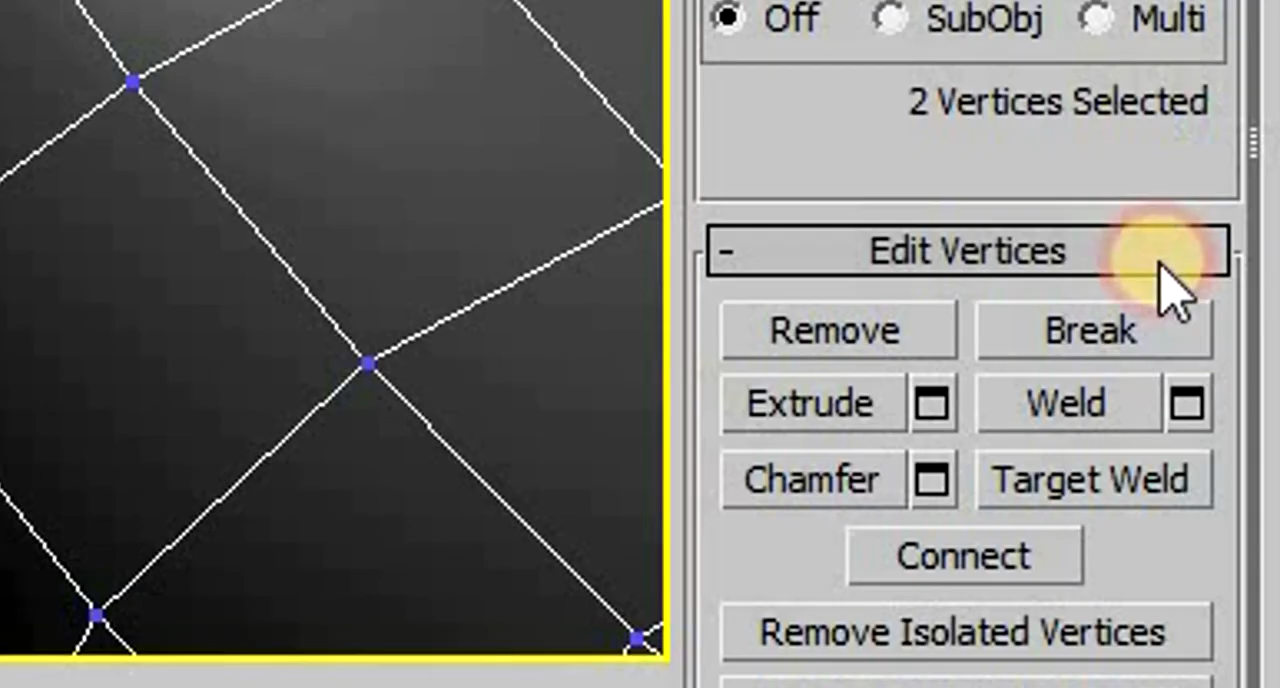 Off SubObj Multi
2 Vertices Selected
- Edit Vertices
Remove Break
Extrude Weld
Chamfer Target Weld
Connect
Remove Isolated Vertices